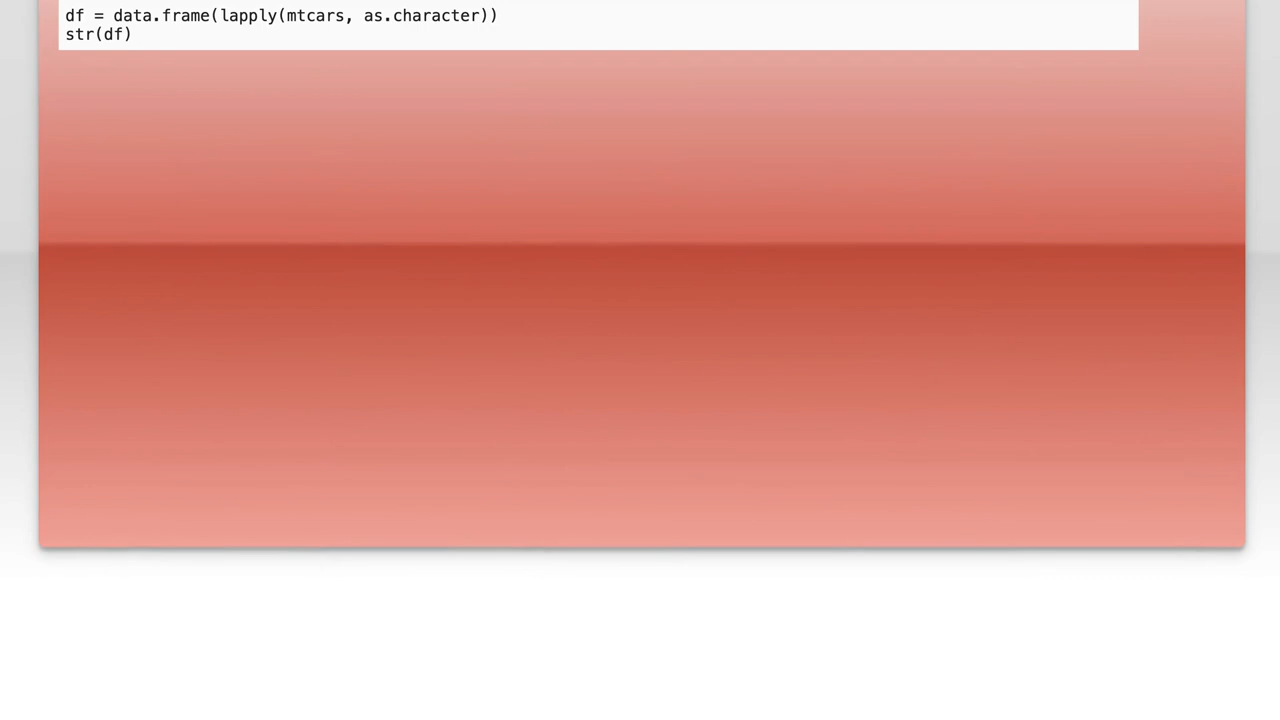 df = data.frame(lapply(mtcars, as.character))
str(df)